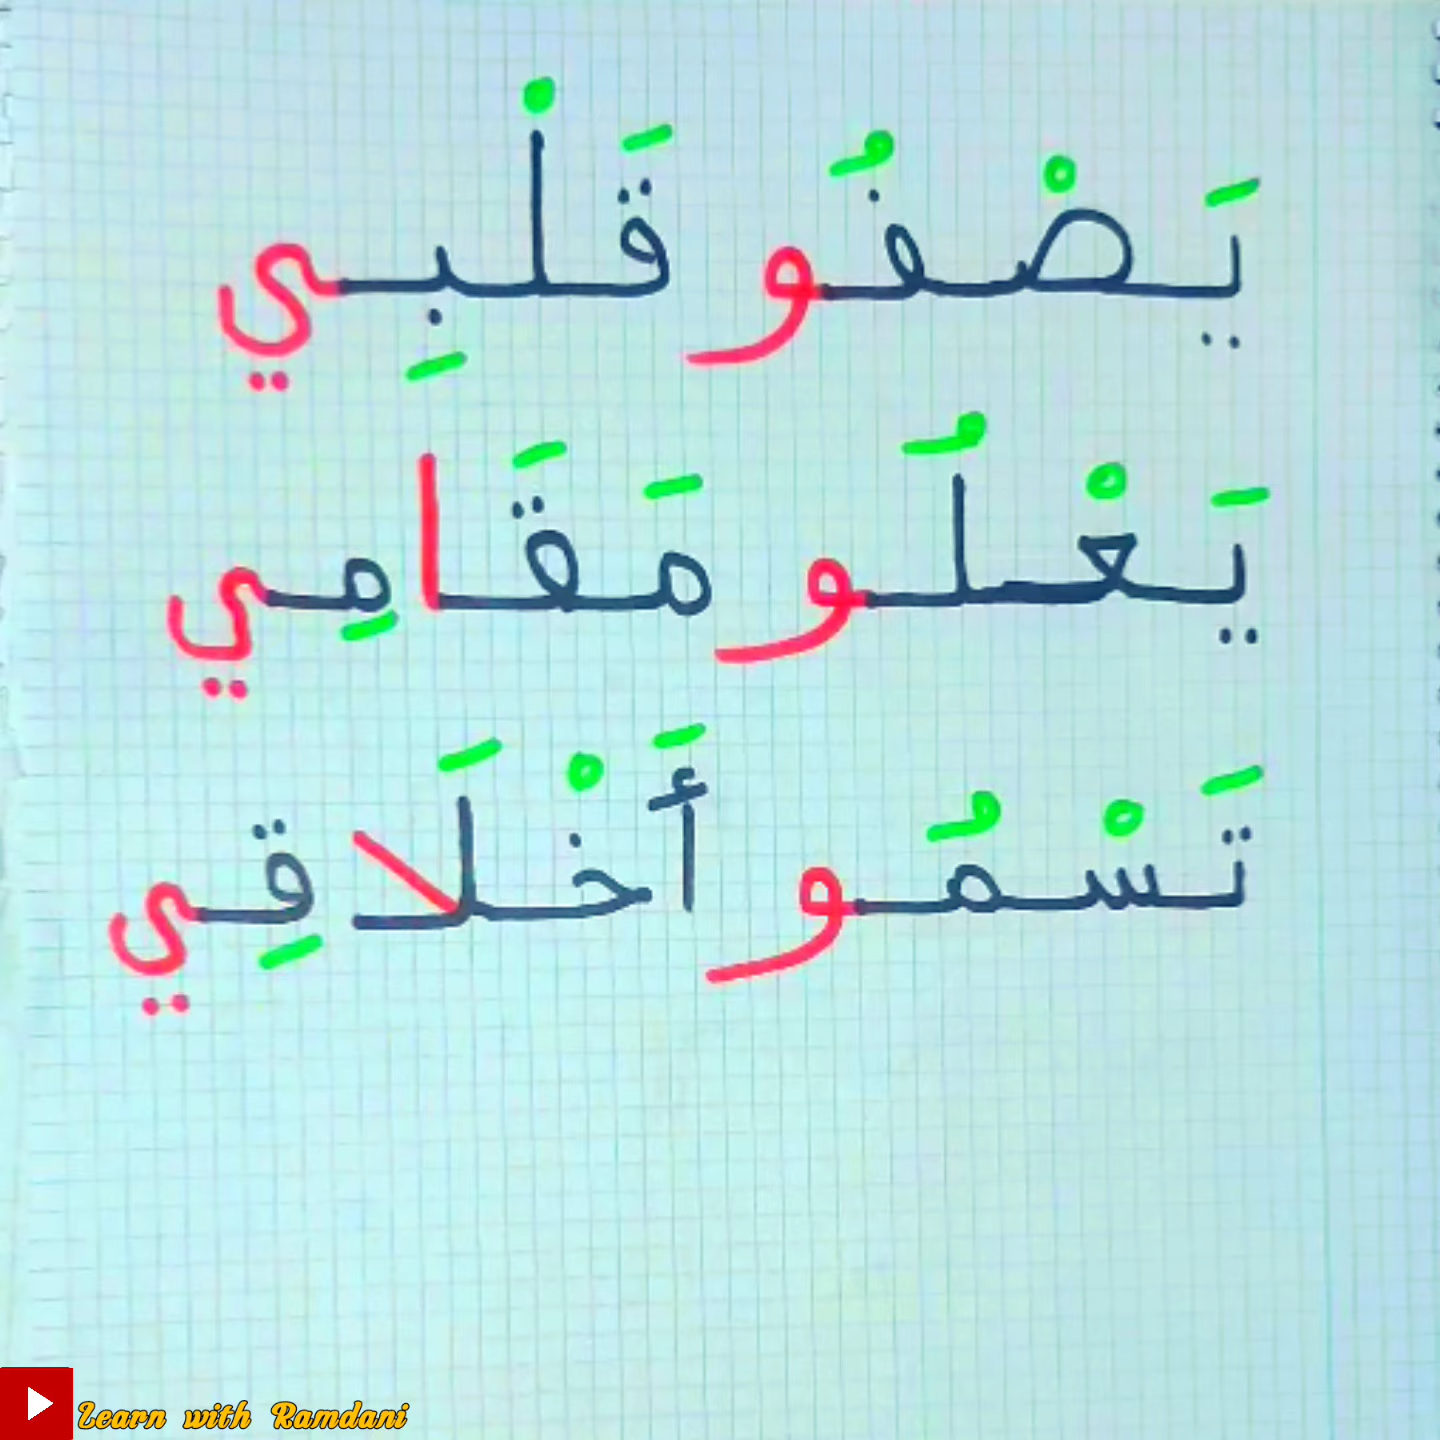 يَصْفُو قَلْبِي
يَعْلُو مَقَامِي
تَسْمُو أَخْلَاقِي
Learn with Ramdani